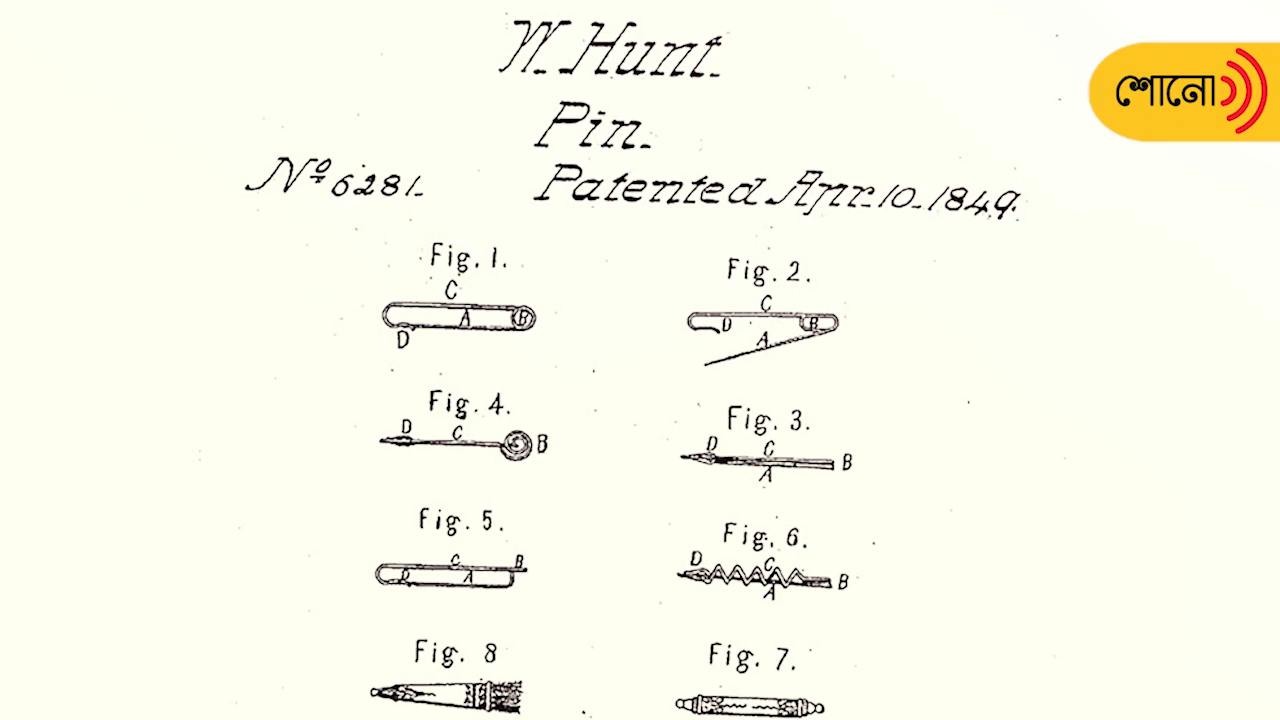 W. Hunt.
Pin.
Nº 6281. Patented Apr. 10. 1849.
শোনো
Fig. 1. Fig. 2.
C
A B
D
C
D B
A
Fig. 4. Fig. 3.
D C B
D C B
A
Fig. 5. Fig. 6.
C B
D A
D C B
A
Fig. 8 Fig. 7.